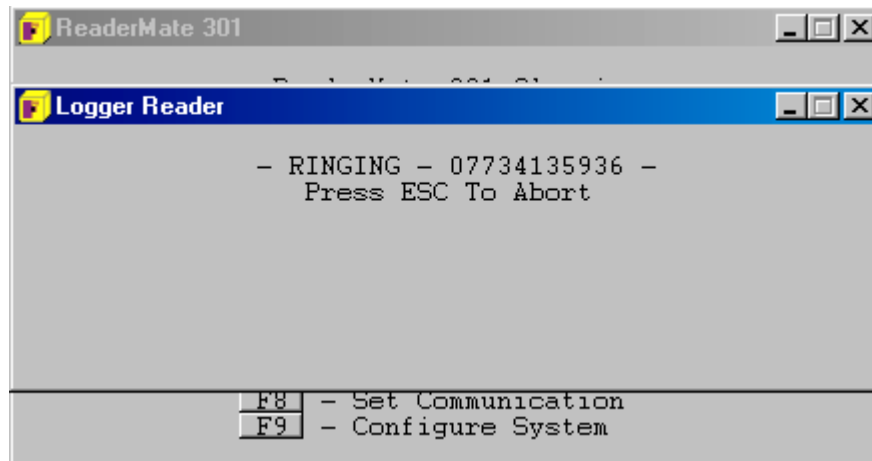 ReaderMate 301
Logger Reader
– RINGING – 07734135936 –
Press ESC To Abort
F8 – Set Communication
F9 – Configure System